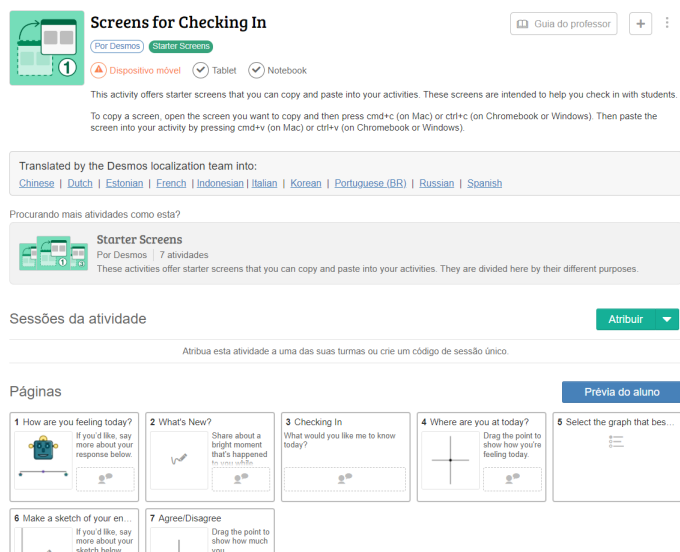 Screens for Checking In
Guia do professor
Por Desmos Starter Screens
Dispositivo móvel Tablet Notebook
This activity offers starter screens that you can copy and paste into your activities. These screens are intended to help you check in with students.
To copy a screen, open the screen you want to copy and then press cmd+c (on Mac) or ctrl+c (on Chromebook or Windows). Then paste the
screen into your activity by pressing cmd+v (on Mac) or ctrl+v (on Chromebook or Windows).
Translated by the Desmos localization team into:
Chinese | Dutch | Estonian | French | Indonesian | Italian | Korean | Portuguese (BR) | Russian | Spanish
Procurando mais atividades como esta?
Starter Screens
Por Desmos | 7 atividades
These activities offer starter screens that you can copy and paste into your activities. They are divided here by their different purposes.
Sessões da atividade
Atribuir
Atribua esta atividade a uma das suas turmas ou crie um código de sessão único.
Páginas
Prévia do aluno
1 How are you feeling today?
If you'd like, say
more about your
response below.
2 What's New?
Share about a
bright moment
that's happened
to you while
3 Checking In
What would you like me to know
today?
4 Where are you at today?
Drag the point to
show how you're
feeling today.
5 Select the graph that bes...
6 Make a sketch of your en...
If you'd like, say
more about your
sketch below.
7 Agree/Disagree
Drag the point to
show how much
you